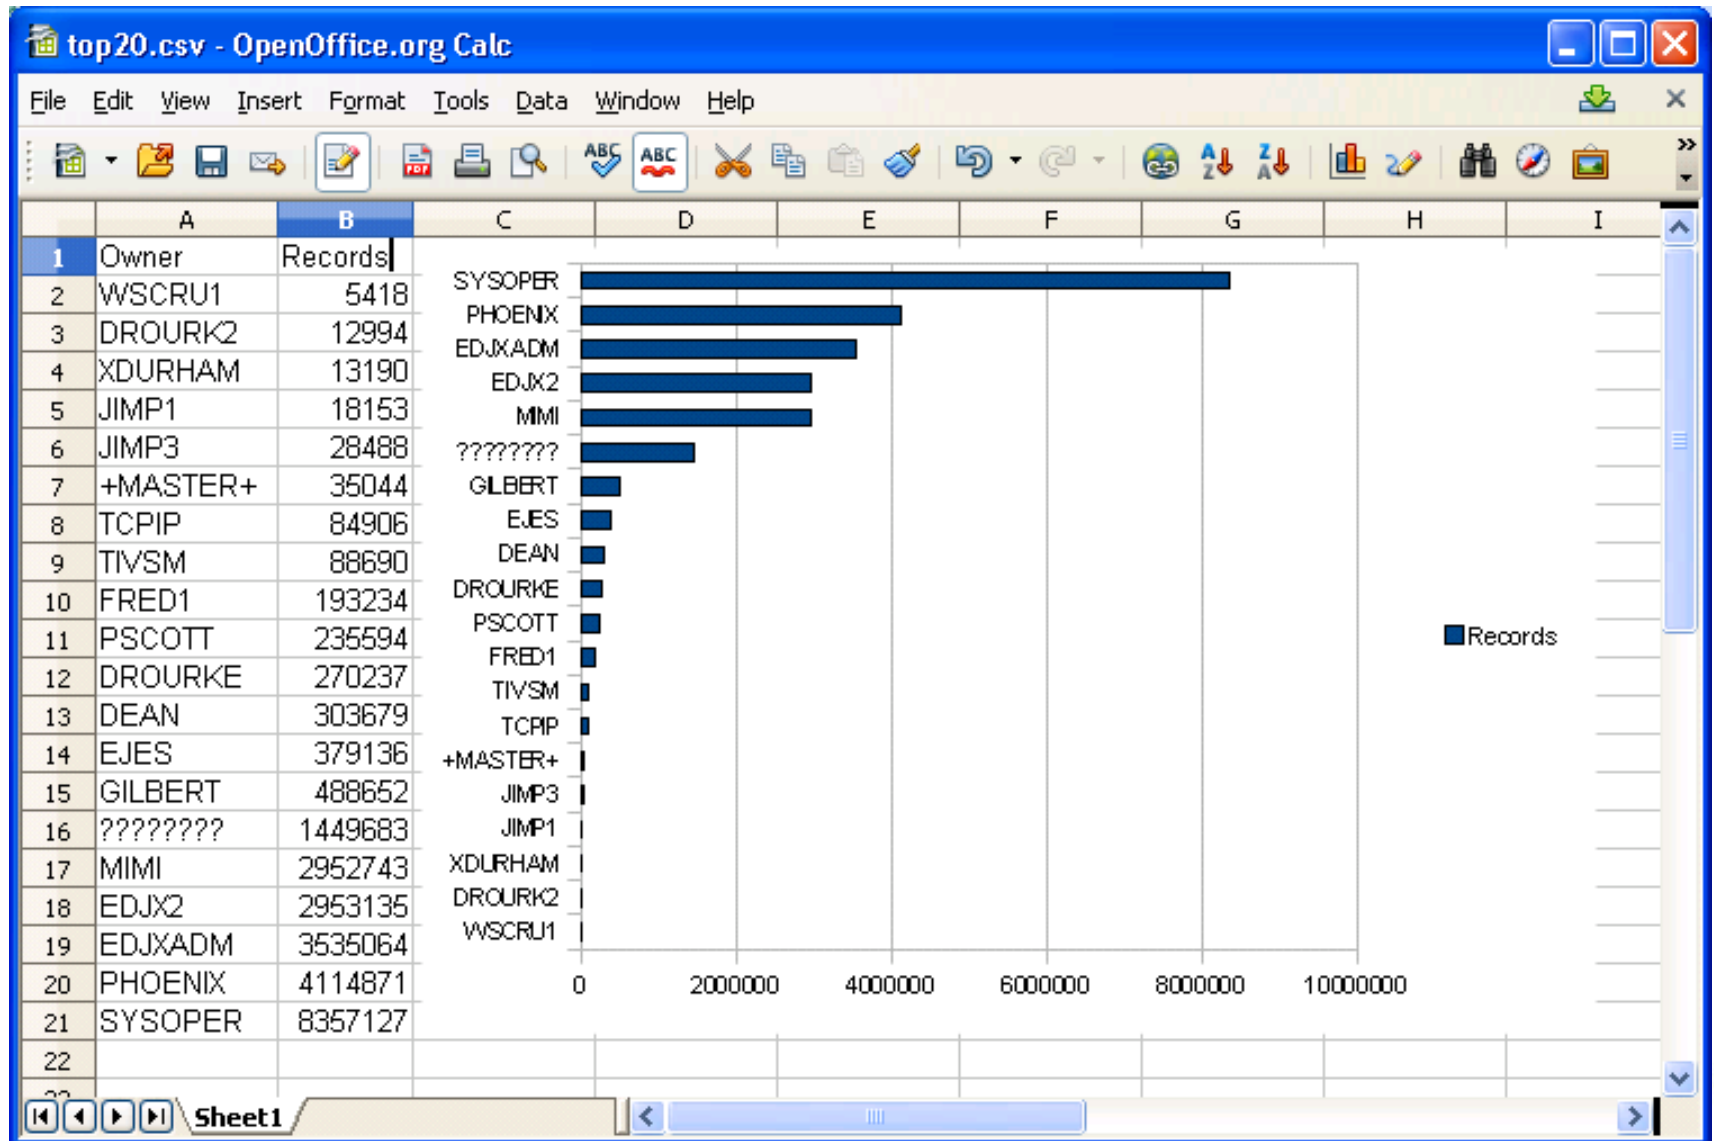 top20.csv - OpenOffice.org Calc
File Edit View Insert Format Tools Data Window Help
A B C D E F G H I
1 Owner Records
2 WSCRU1 5418
3 DROURK2 12994
4 XDURHAM 13190
5 JIMP1 18153
6 JIMP3 28488
7 +MASTER+ 35044
8 TCPIP 84906
9 TIVSM 88690
10 FRED1 193234
11 PSCOTT 235594
12 DROURKE 270237
13 DEAN 303679
14 EJES 379136
15 GILBERT 488652
16 ???????? 1449683
17 MIMI 2952743
18 EDJX2 2953135
19 EDJXADM 3535064
20 PHOENIX 4114871
21 SYSOPER 8357127
22
SYSOPER
PHOENIX
EDJXADM
EDJX2
MIMI
????????
GILBERT
EJES
DEAN
DROURKE
PSCOTT
FRED1
TIVSM
TCPIP
+MASTER+
JIMP3
JIMP1
XDURHAM
DROURK2
WSCRU1
0 2000000 4000000 6000000 8000000 10000000
Records
Sheet1